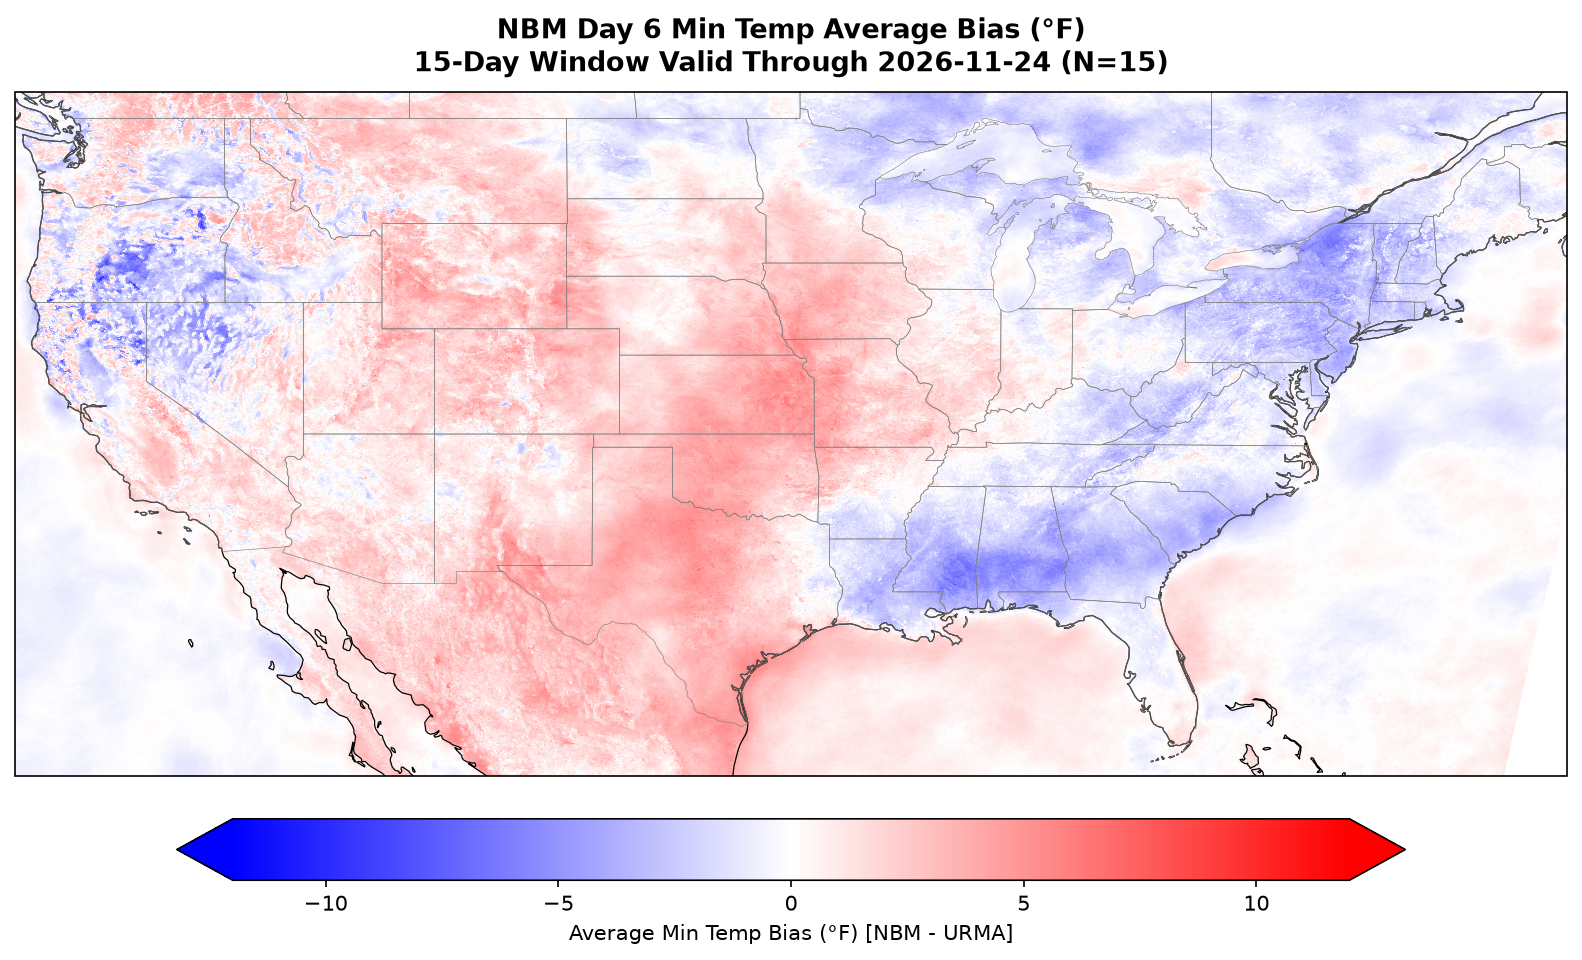 NBM Day 6 Min Temp Average Bias (°F)
15-Day Window Valid Through 2026-11-24 (N=15)
−10 −5 0 5 10
Average Min Temp Bias (°F) [NBM - URMA]